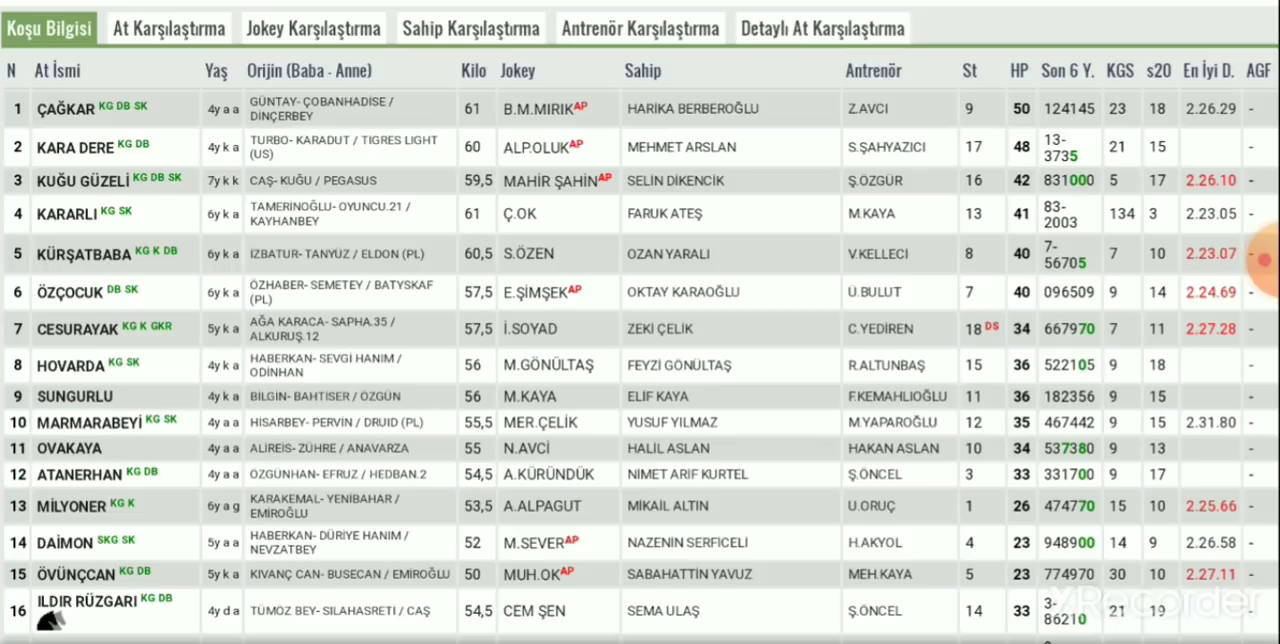 Koşu Bilgisi At Karşılaştırma Jokey Karşılaştırma Sahip Karşılaştırma Antrenör Karşılaştırma Detaylı At Karşılaştırma
N At İsmi Yaş Orijin (Baba - Anne) Kilo Jokey Sahip Antrenör St HP Son 6 Y. KGS s20 En İyi D. AGF
1 ÇAĞKAR KG DB SK 4y a a GÜNTAY- ÇOBANHADİSE / DİNÇERBEY 61 B.M.MIRIK AP HARİKA BERBEROĞLU Z.AVCI 9 50 124145 23 18 2.26.29 -
2 KARA DERE KG DB 4y k a TURBO- KARADUT / TIGRES LIGHT (US) 60 ALP.OLUK AP MEHMET ARSLAN S.ŞAHYAZICI 17 48 13-3735 21 15 -
3 KUĞU GÜZELİ KG DB SK 7y k k CAŞ- KUĞU / PEGASUS 59,5 MAHİR ŞAHİN AP SELİN DİKENCİK Ş.ÖZGÜR 16 42 831000 5 17 2.26.10 -
4 KARARLI KG SK 6y k a TAMERİNOĞLU- OYUNCU.21 / KAYHANBEY 61 Ç.OK FARUK ATEŞ M.KAYA 13 41 83-2003 134 3 2.23.05 -
5 KÜRŞATBABA KG K DB 6y k a İZBATUR- TANYÜZ / ELDON (PL) 60,5 S.ÖZEN OZAN YARALI V.KELLECİ 8 40 7-56705 7 10 2.23.07 -
6 ÖZÇOCUK DB SK 6y k a ÖZHABER- SEMETEY / BATYSKAF (PL) 57,5 E.ŞİMŞEK AP OKTAY KARAOĞLU Ü.BULUT 7 40 096509 9 14 2.24.69 -
7 CESURAYAK KG K GKR 5y k a AĞA KARACA- SAPHA.35 / ALKURUŞ.12 57,5 İ.SOYAD ZEKİ ÇELİK C.YEDİREN 18 DS 34 667970 7 11 2.27.28 -
8 HOVARDA KG SK 4y k a HABERKAN- SEVGİ HANIM / ODİNHAN 56 M.GÖNÜLTAŞ FEYZİ GÖNÜLTAŞ R.ALTUNBAŞ 15 36 522105 9 18 -
9 SUNGURLU 4y k a BİLGİN- BAHTISER / ÖZGÜN 56 M.KAYA ELİF KAYA F.KEMAHLIOĞLU 11 36 182356 9 15 -
10 MARMARABEYİ KG SK 4y a a HİSARBEY- PERVİN / DRUID (PL) 55,5 MER.ÇELİK YUSUF YILMAZ M.YAPAROĞLU 12 35 467442 9 15 2.31.80 -
11 OVAKAYA 4y a a ALİREİS- ZÜHRE / ANAVARZA 55 N.AVCİ HALİL ASLAN HAKAN ASLAN 10 34 537380 9 13 -
12 ATANERHAN KG DB 4y a a ÖZGÜNHAN- EFRUZ / HEDBAN.2 54,5 A.KÜRÜNDÜK NİMET ARİF KURTEL Ş.ÖNCEL 3 33 331700 9 17 -
13 MİLYONER KG K 6y a g KARAKEMAL- YENİBAHAR / EMİROĞLU 53,5 A.ALPAGUT MİKAİL ALTIN U.ORUÇ 1 26 474770 15 10 2.25.66 -
14 DAİMON SKG SK 5y a a HABERKAN- DÜRİYE HANIM / NEVZATBEY 52 M.SEVER AP NAZENİN SERFİCELİ H.AKYOL 4 23 948900 14 9 2.26.58 -
15 ÖVÜNÇCAN KG DB 5y k a KIVANÇ CAN- BUSECAN / EMİROĞLU 50 MUH.OK AP SABAHATTİN YAVUZ MEH.KAYA 5 23 774970 30 10 2.27.11 -
16 ILDIR RÜZGARI KG DB 4y d a TÜMÖZ BEY- SILAHASRETİ / CAŞ 54,5 CEM ŞEN SEMA ULAŞ Ş.ÖNCEL 14 33 3-86210 21 19 -
XRecorder